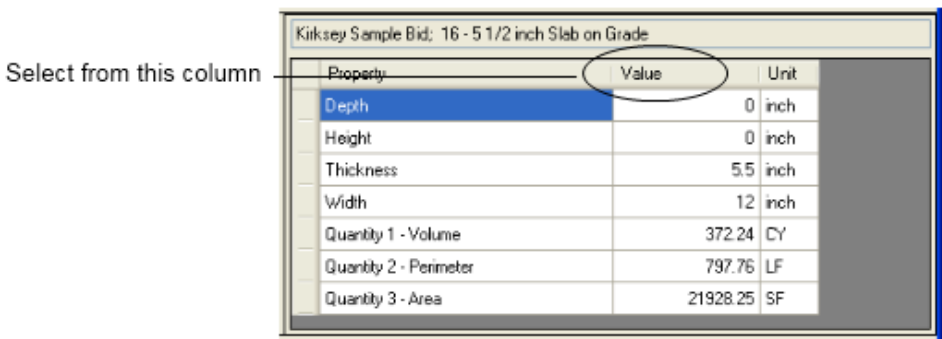 Kirksey Sample Bid; 16 - 5 1/2 inch Slab on Grade
Select from this column
Property Value Unit
Depth 0 inch
Height 0 inch
Thickness 5.5 inch
Width 12 inch
Quantity 1 - Volume 372.24 CY
Quantity 2 - Perimeter 797.76 LF
Quantity 3 - Area 21928.25 SF